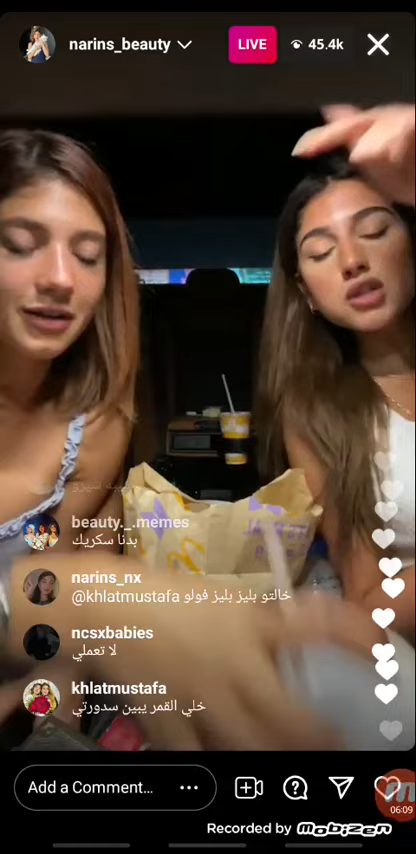 narins_beauty
LIVE
45.4k
beauty._.memes
بدنا سكريك
narins_nx
@khlatmustafa خالتو بليز بليز فولو
ncsxbabies
لا تعملي
khlatmustafa
خلي القمر يبين سدورتي
Add a Comment...
06:09
Recorded by MOBIZEN